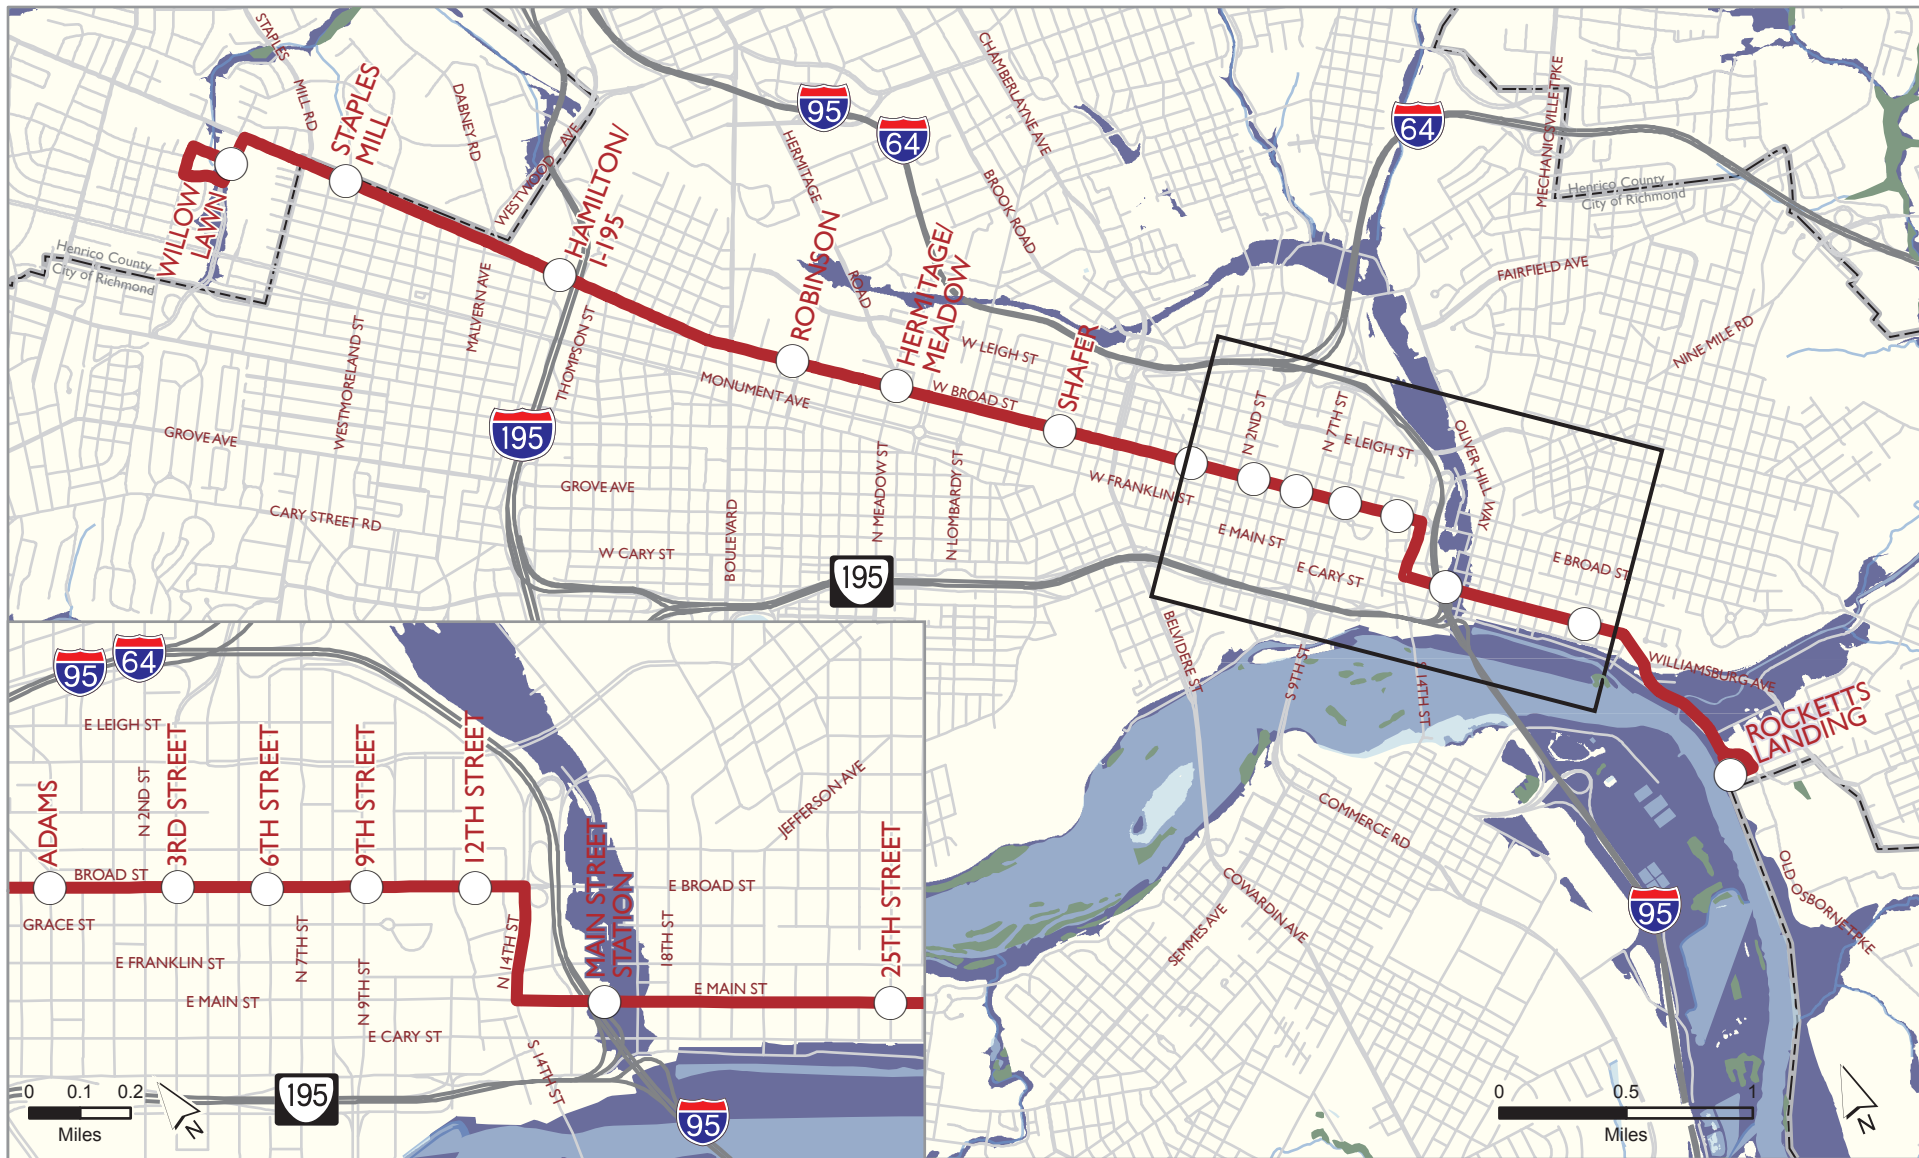 STAPLES
MILL RD
STAPLES
MILL
DABNEY RD
WESTWOOD AVE
HAMILTON/
I-195
95
64
HERMITAGE
ROAD
CHAMBERLAYNE AVE
BROOK ROAD
64
MECHANICSVILLE TPKE
Henrico County
City of Richmond
WILLOW
LAWN
Henrico County
City of Richmond
MALVERN AVE
WESTMORELAND ST
THOMPSON ST
ROBINSON
HERMITAGE/
MEADOW
SHAFER
W LEIGH ST
W BROAD ST
MONUMENT AVE
FAIRFIELD AVE
NINE MILE RD
GROVE AVE
195
CARY STREET RD
GROVE AVE
W CARY ST
BOULEVARD
N MEADOW ST
N LOMBARDY ST
195
W FRANKLIN ST
N 2ND ST
N 7TH ST
E LEIGH ST
OLIVER HILL WAY
E MAIN ST
E CARY ST
E BROAD ST
BELVIDERE ST
S 9TH ST
S 14TH ST
WILLIAMSBURG AVE
ROCKETTS
LANDING
COMMERCE RD
COWARDIN AVE
SEMMES AVE
95
OLD OSBORNE TPKE
0 0.5 1
Miles
N
95
64
E LEIGH ST
ADAMS
N 2ND ST
3RD STREET
6TH STREET
9TH STREET
12TH STREET
JEFFERSON AVE
BROAD ST
GRACE ST
E FRANKLIN ST
N 7TH ST
E MAIN ST
N 9TH ST
E CARY ST
N 14TH ST
MAIN STREET
STATION
18TH ST
E BROAD ST
E MAIN ST
25TH STREET
S 14TH ST
195
95
0 0.1 0.2
Miles
N